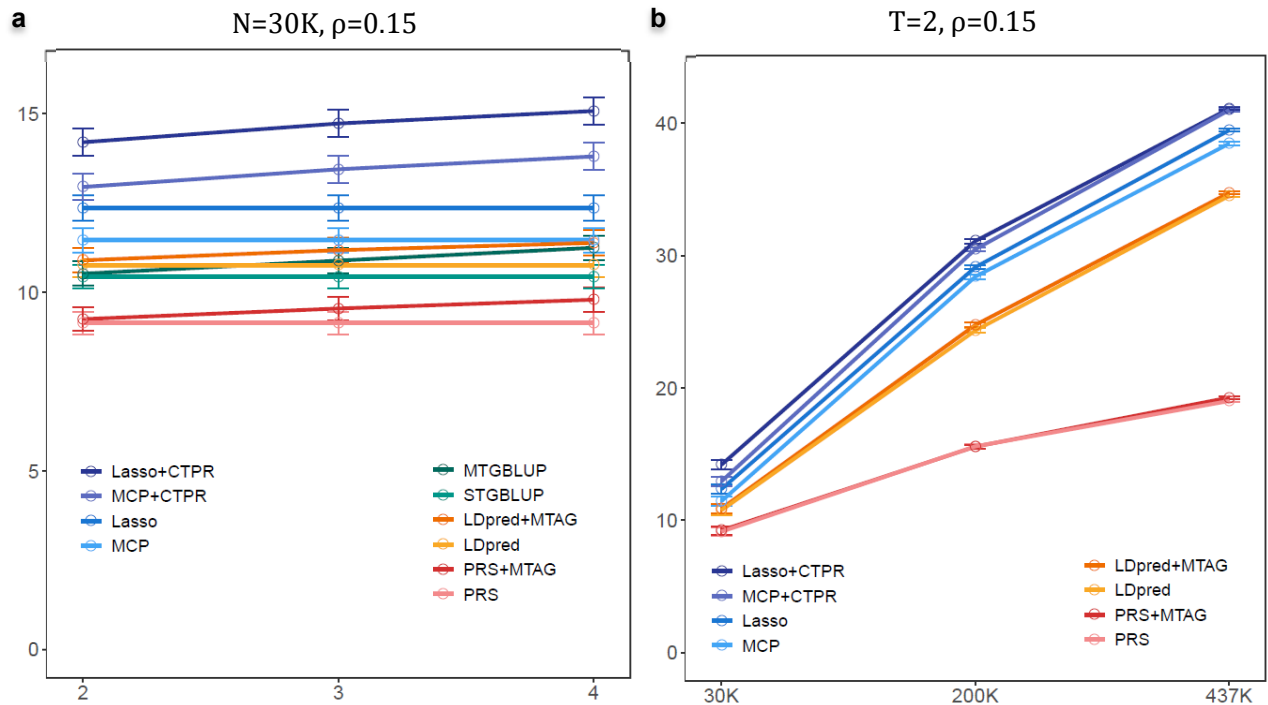 a
N=30K, ρ=0.15
15
10
5
0
2
3
4
Lasso+CTPR
MCP+CTPR
Lasso
MCP
MTGBLUP
STGBLUP
LDpred+MTAG
LDpred
PRS+MTAG
PRS
b
T=2, ρ=0.15
40
30
20
10
0
30K
200K
437K
Lasso+CTPR
MCP+CTPR
Lasso
MCP
LDpred+MTAG
LDpred
PRS+MTAG
PRS